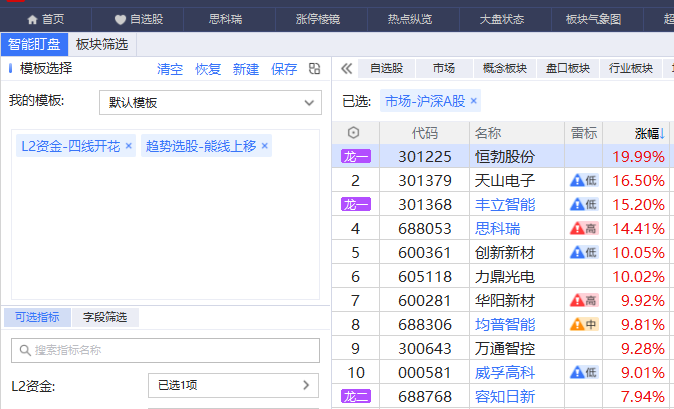 首页 自选股 思科瑞 涨停棱镜 热点纵览 大盘状态 板块气象图
智能盯盘 板块筛选
模板选择 清空 恢复 新建 保存
我的模板: 默认模板
L2资金-四线开花 × 趋势选股-熊线上移 ×
可选指标 字段筛选
搜索指标名称
L2资金: 已选1项
自选股 市场 概念板块 盘口板块 行业板块
已选: 市场-沪深A股 ×
代码 名称 雷标 涨幅↓
龙一 301225 恒勃股份 19.99%
2 301379 天山电子 低 16.50%
龙一 301368 丰立智能 低 15.20%
4 688053 思科瑞 高 14.41%
5 600361 创新新材 低 10.05%
6 605118 力鼎光电 10.02%
7 600281 华阳新材 高 9.92%
8 688306 均普智能 中 9.81%
9 300643 万通智控 9.28%
10 000581 威孚高科 低 9.01%
龙二 688768 容知日新 7.94%